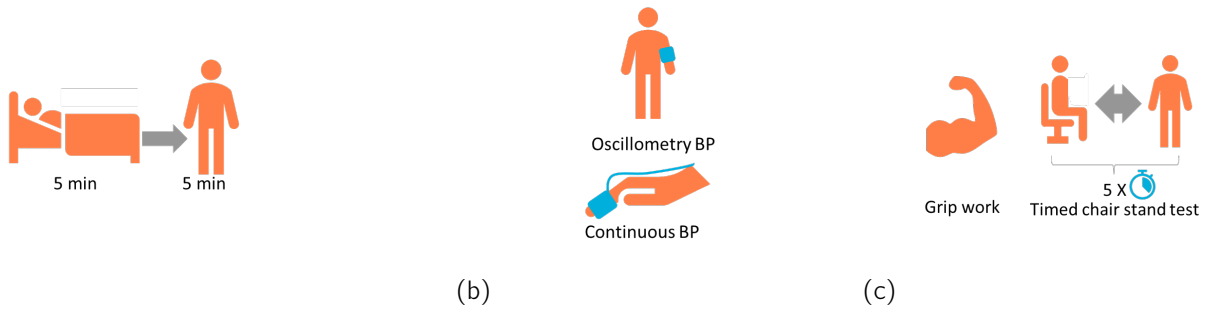 5 min 5 min
Oscillometry BP
Continuous BP
Grip work
5 X
Timed chair stand test
(b) (c)